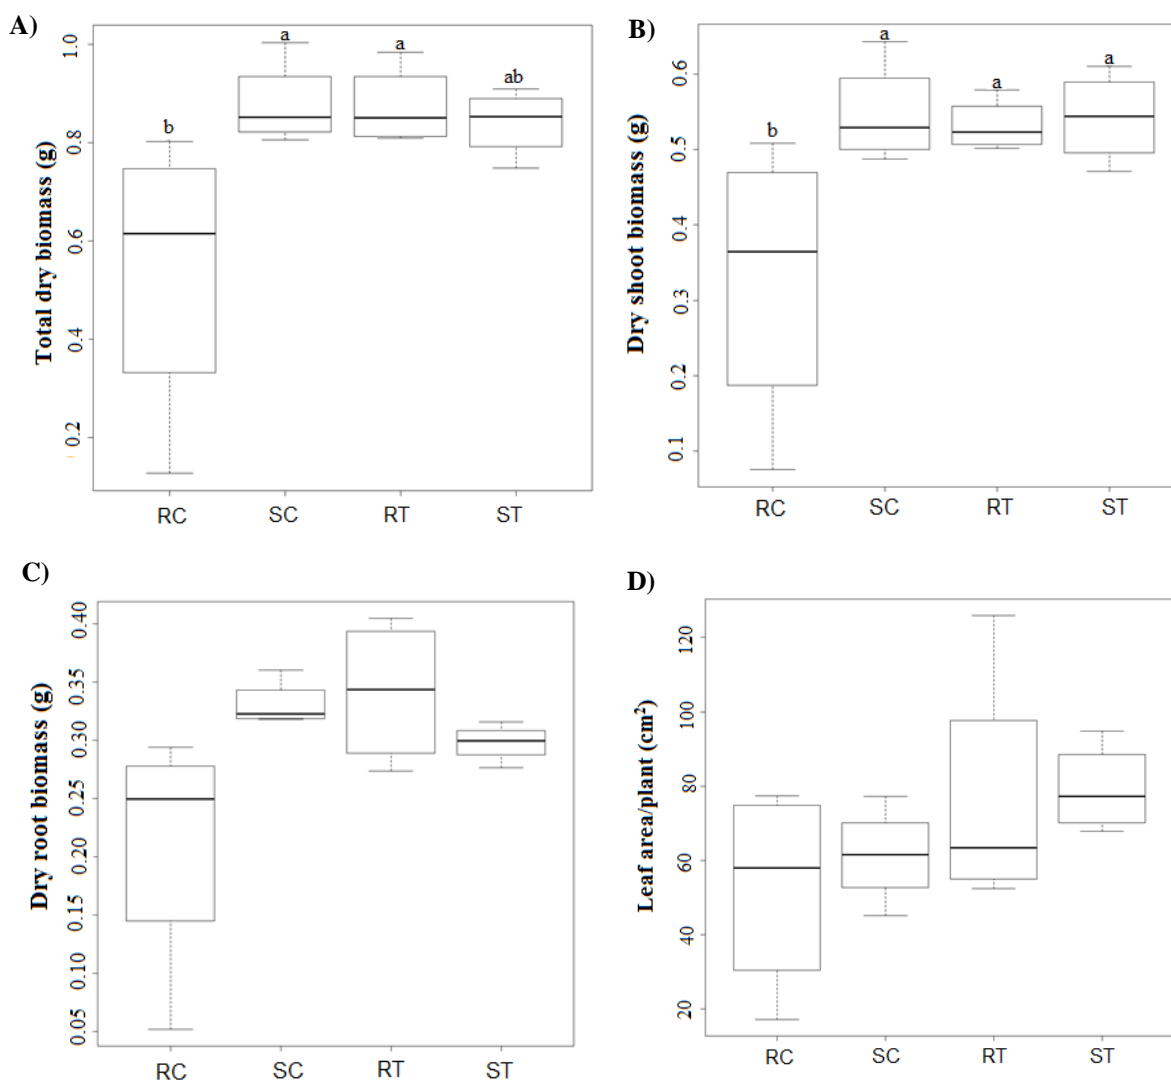 A)
Total dry biomass (g)
1.0
0.8
0.6
0.4
0.2
b
a
a
ab
RC SC RT ST
B)
Dry shoot biomass (g)
0.6
0.5
0.4
0.3
0.2
0.1
b
a
a
a
RC SC RT ST
C)
Dry root biomass (g)
0.40
0.35
0.30
0.25
0.20
0.15
0.10
0.05
RC SC RT ST
D)
Leaf area/plant (cm²)
120
100
80
60
40
20
RC SC RT ST